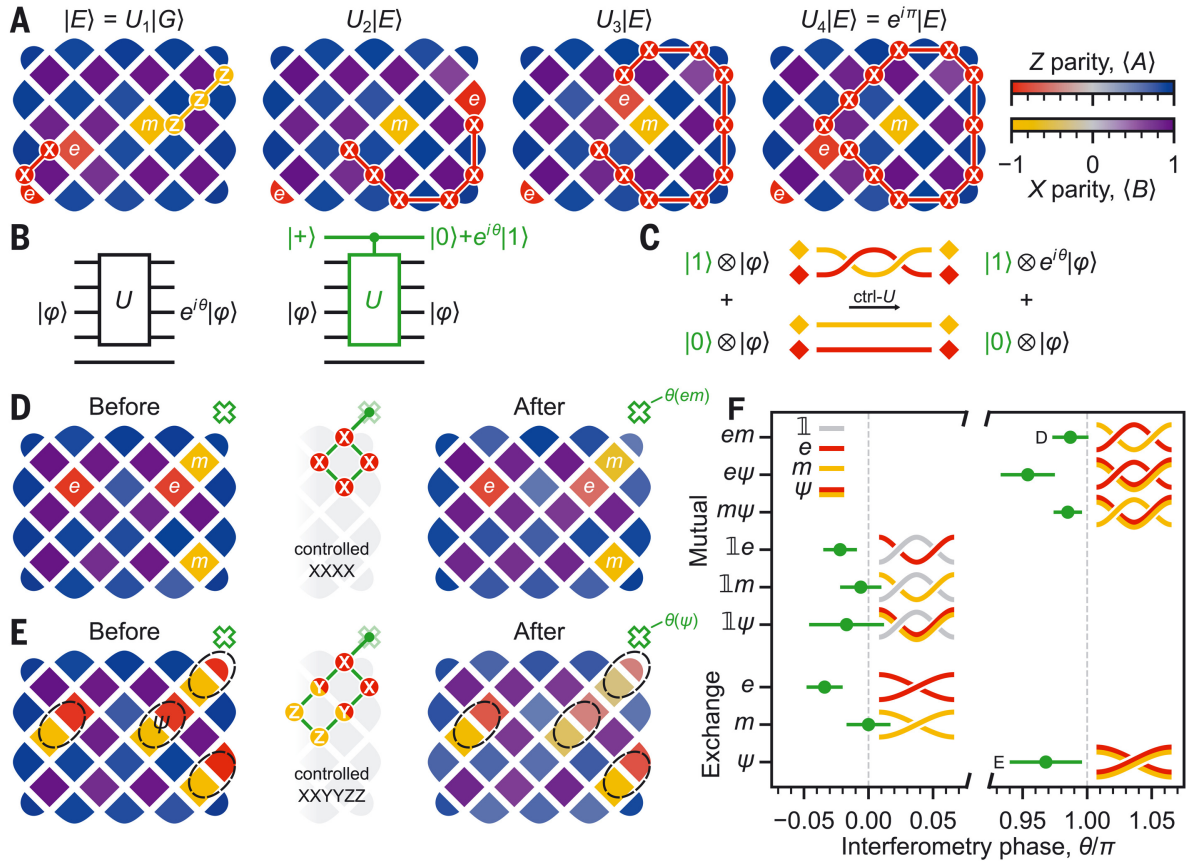 A
|E⟩ = U₁|G⟩
U₂|E⟩
U₃|E⟩
U₄|E⟩ = e^{iπ}|E⟩
Z
Z
Z
m
X
e
X
e
e
m
X
X
X
X
X
X
e
X
X
X
X
e
X
m
X
X
X
X
X
X
X
X
X
X
X
X
X
m
X
e
X
X
X
X
X
X
Z parity, ⟨A⟩
−1 0 1
X parity, ⟨B⟩
B
|φ⟩
U
e^{iθ}|φ⟩
|+⟩
|0⟩+e^{iθ}|1⟩
|φ⟩
U
|φ⟩
C
|1⟩⊗|φ⟩
|1⟩⊗e^{iθ}|φ⟩
+
ctrl-U
+
|0⟩⊗|φ⟩
|0⟩⊗|φ⟩
D
Before
m
e
e
m
X
X
X
X
controlled
XXXX
After
θ(em)
m
e
e
m
E
Before
ψ
X
Y
X
Z
Y
Z
controlled
XXYYZZ
After
θ(ψ)
F
𝟙
e
m
ψ
Mutual
em
eψ
mψ
𝟙e
𝟙m
𝟙ψ
Exchange
e
m
ψ
D
E
−0.05 0.00 0.05 0.95 1.00 1.05
Interferometry phase, θ/π